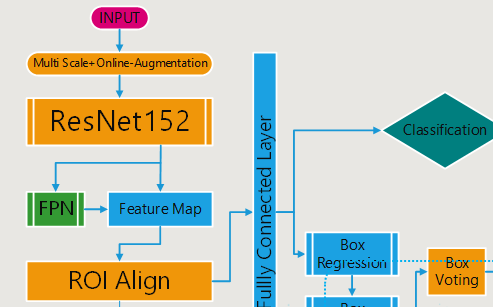 INPUT
Multi Scale+Online-Augmentation
ResNet152
FPN
Feature Map
ROI Align
Fullly Connected Layer
Classification
Box
Regression
Box
Voting
Box